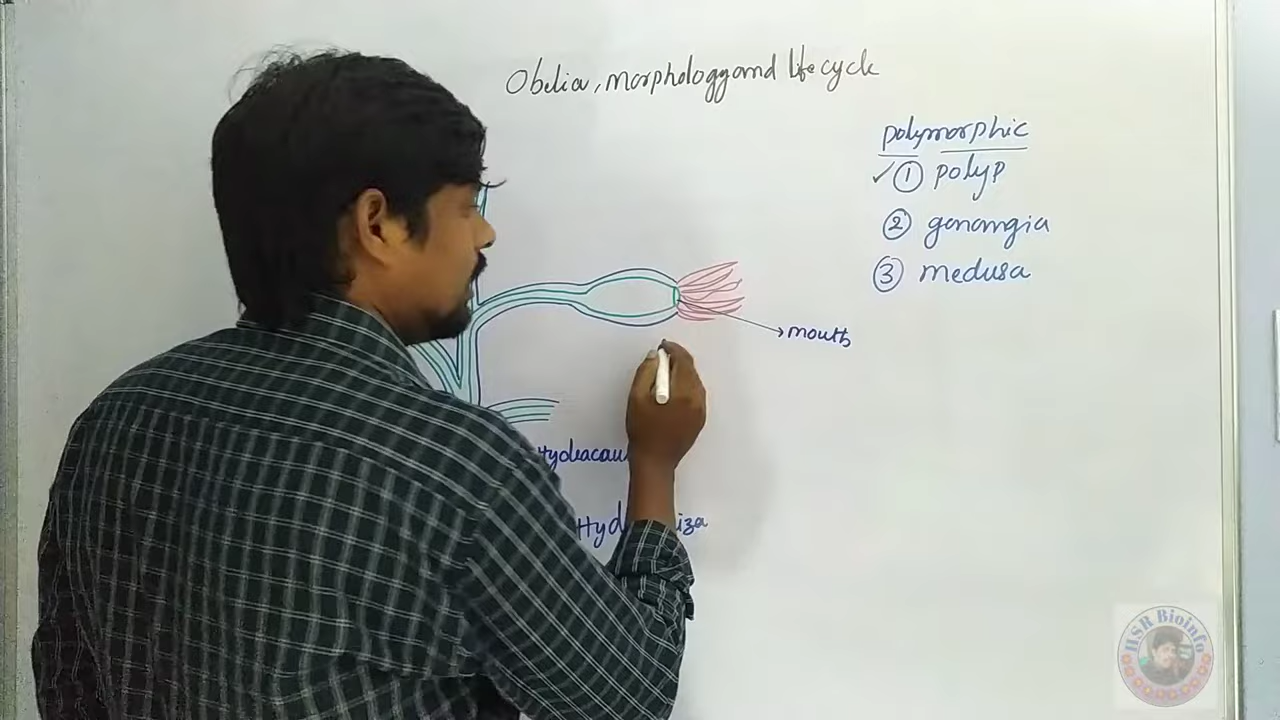 Obelia, morphology and life cycle
polymorphic
① polyp
② gonangia
③ medusa
mouth
HSR Bioinfo